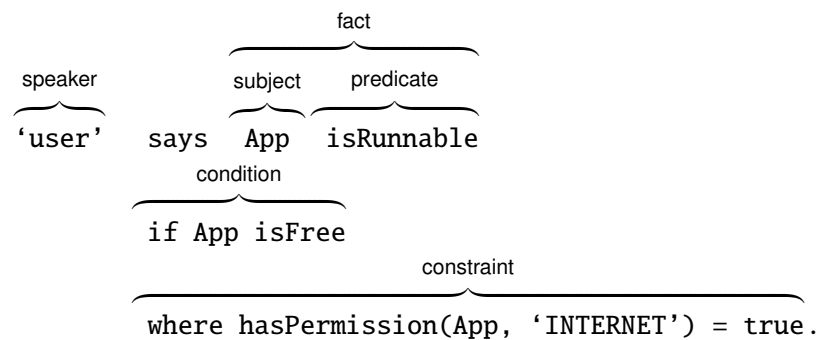 fact
speaker subject predicate
‘user’ says App isRunnable
condition
if App isFree
constraint
where hasPermission(App, ‘INTERNET’) = true.